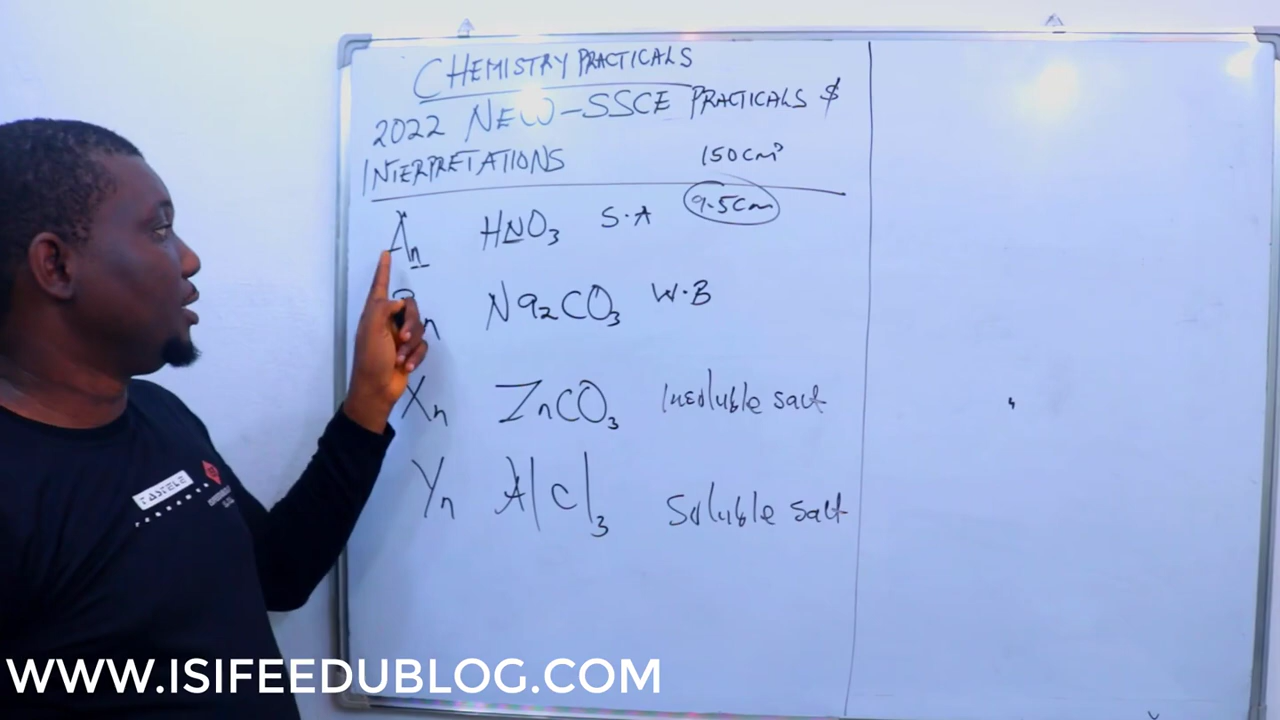 CHEMISTRY PRACTICALS
2022 NEW-SSCE PRACTICALS $
INTERPRETATIONS 150cm³
9.5cm
An HNO3 S.A
Bn Na2CO3 W.B
Xn ZnCO3 Insoluble salt
Yn AlCl3 Soluble salt
TASTELE
WWW.ISIFEEDUBLOG.COM